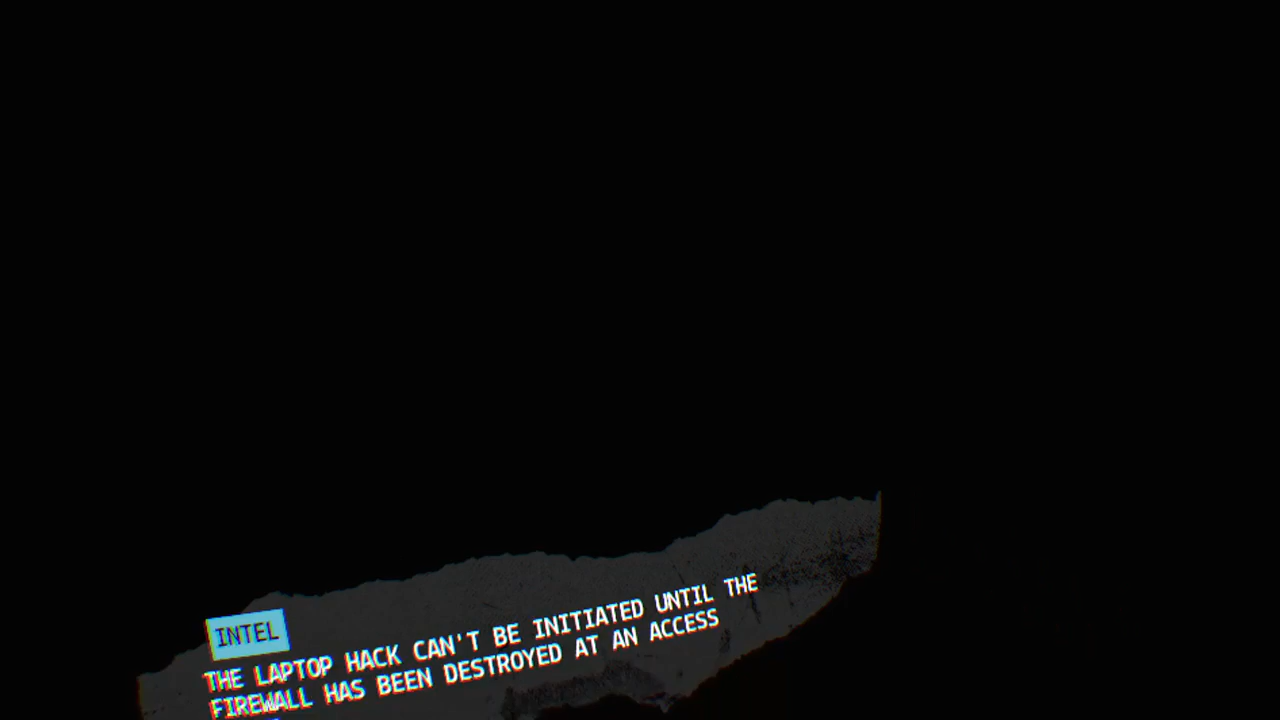 INTEL
THE LAPTOP HACK CAN'T BE INITIATED UNTIL THE
FIREWALL HAS BEEN DESTROYED AT AN ACCESS